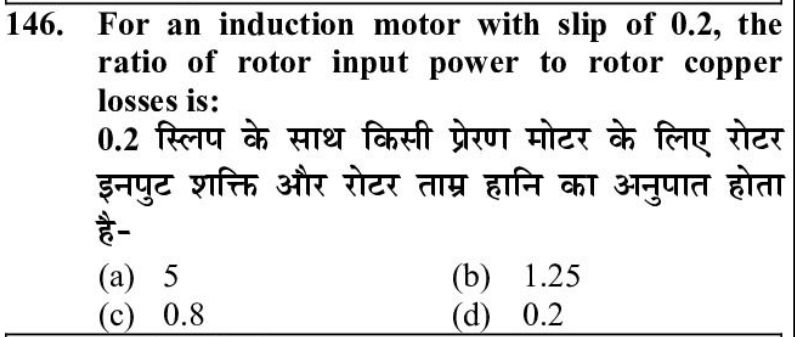 146. For an induction motor with slip of 0.2, the
ratio of rotor input power to rotor copper
losses is:
0.2 स्लिप के साथ किसी प्रेरण मोटर के लिए रोटर
इनपुट शक्ति और रोटर ताम्र हानि का अनुपात होता
है-
(a) 5 (b) 1.25
(c) 0.8 (d) 0.2